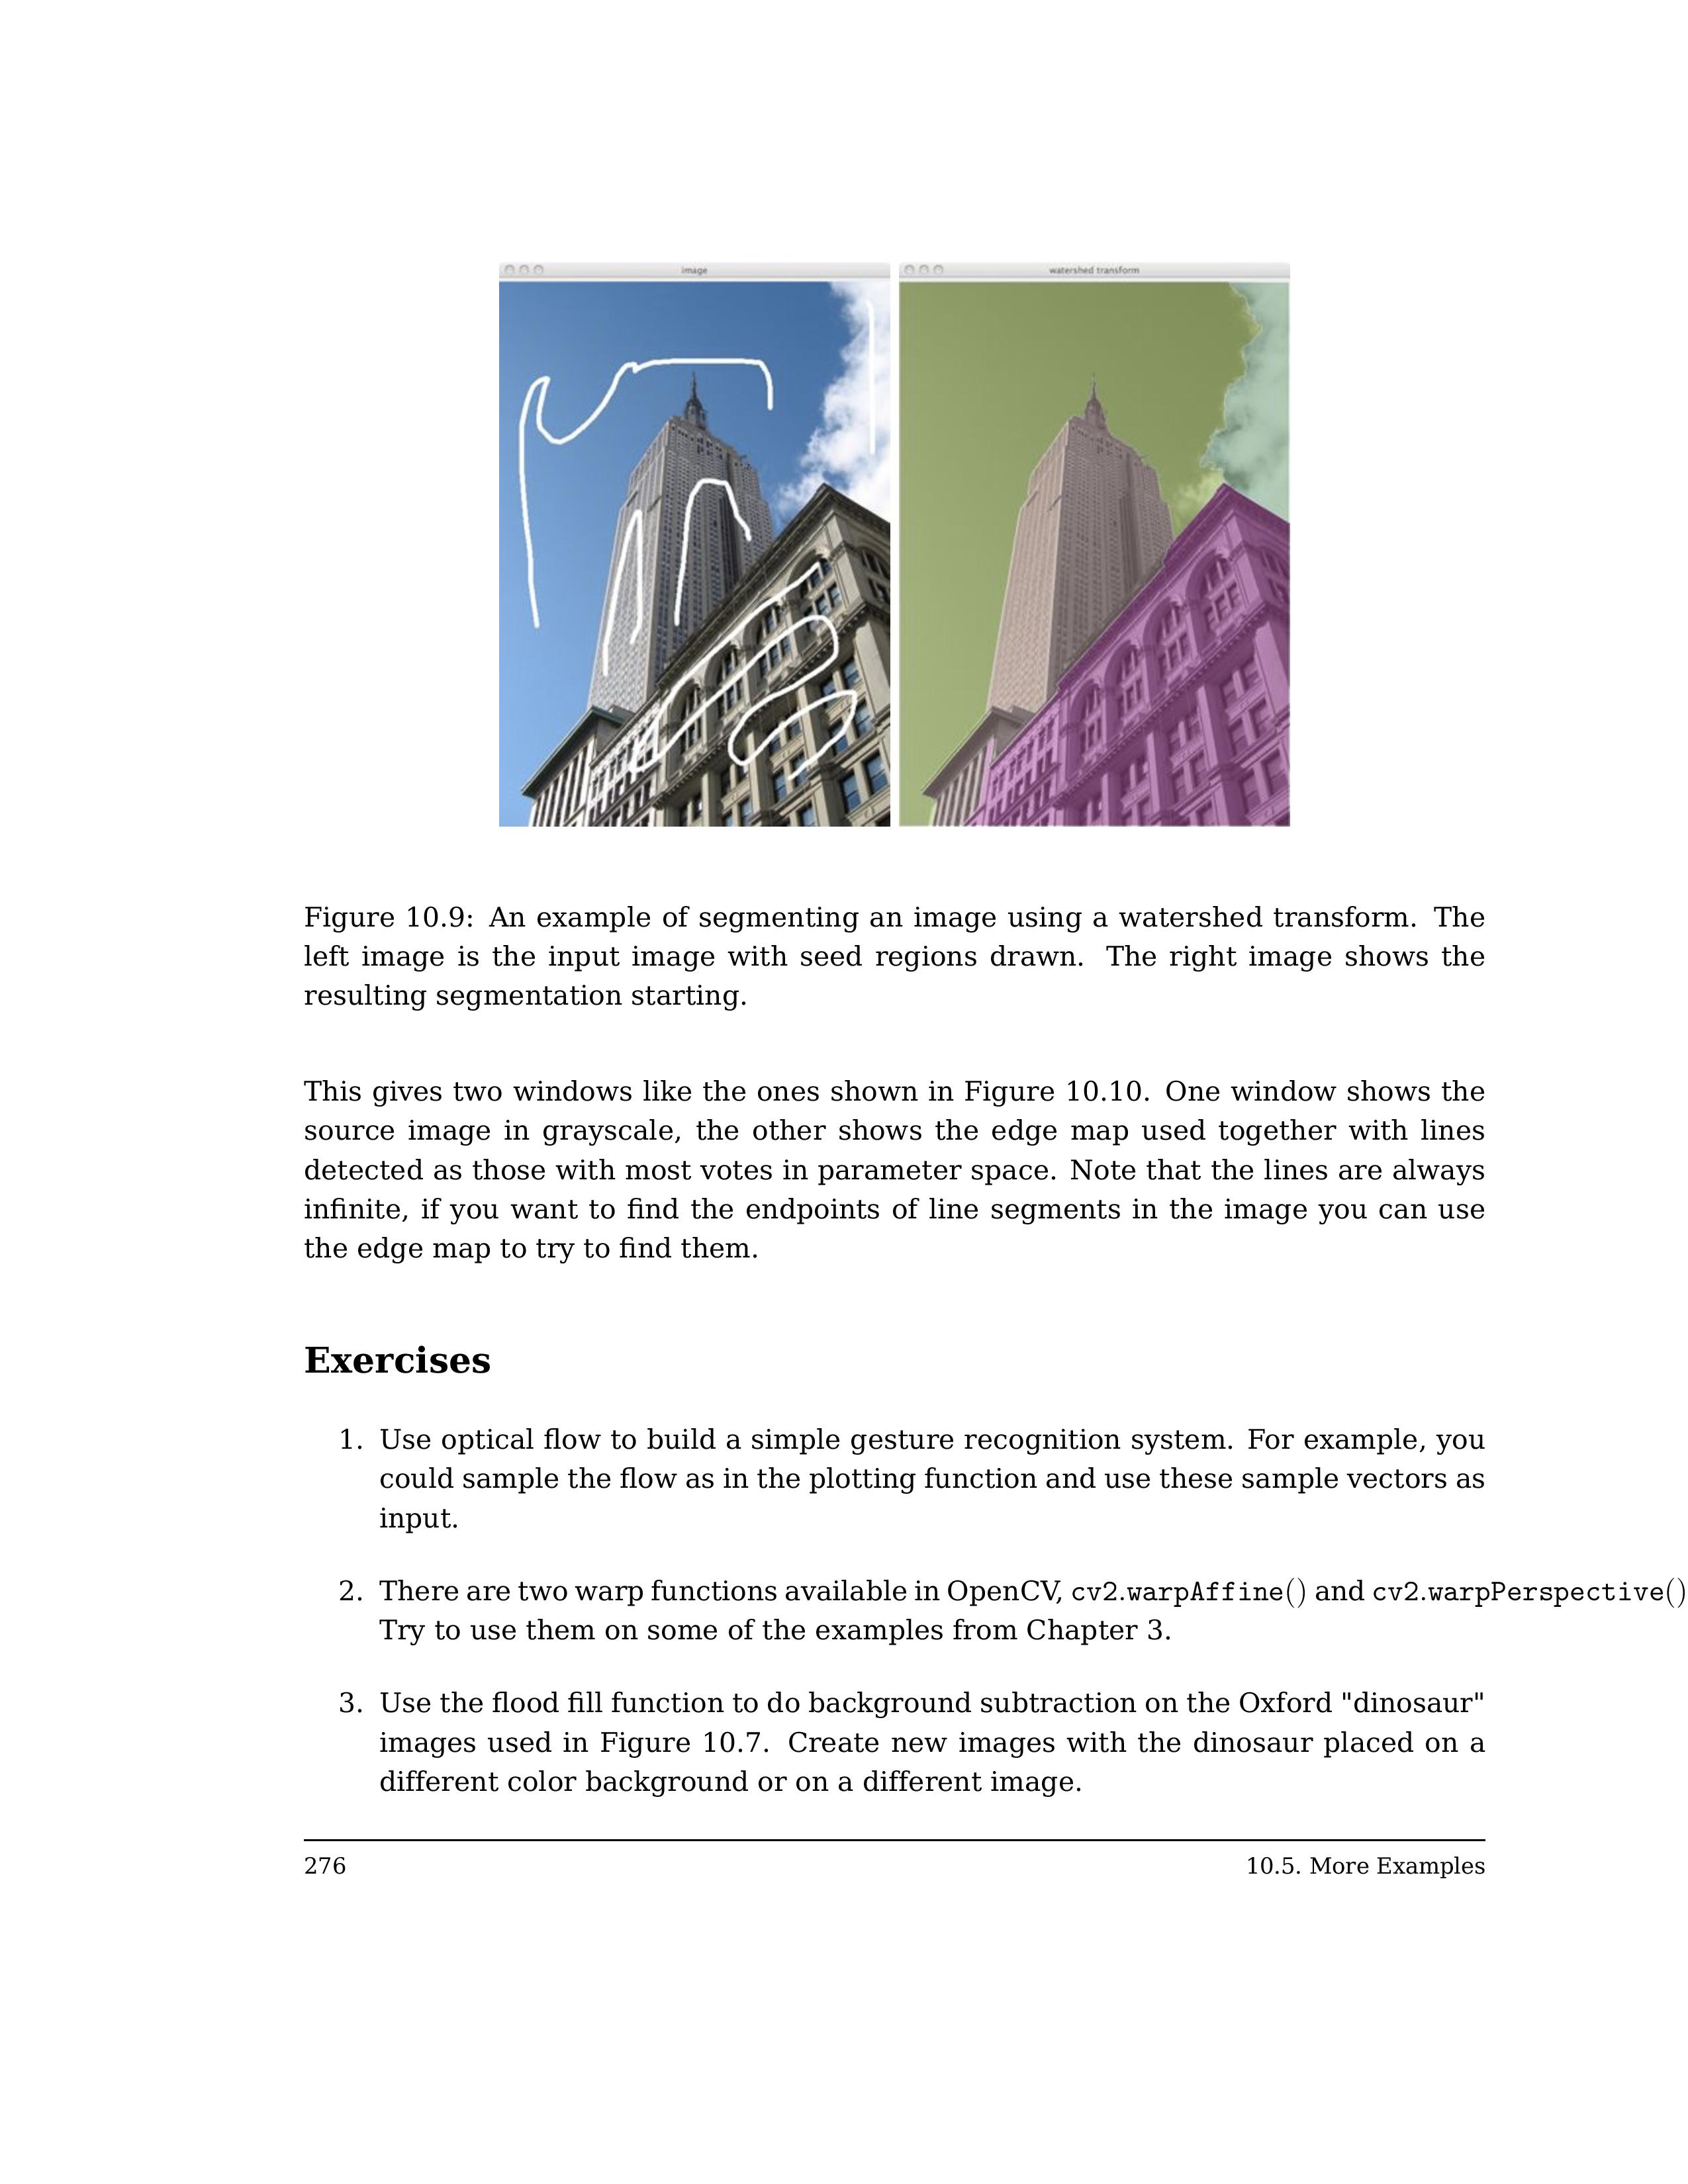 image
watershed transform
Figure 10.9: An example of segmenting an image using a watershed transform. The
left image is the input image with seed regions drawn. The right image shows the
resulting segmentation starting.
This gives two windows like the ones shown in Figure 10.10. One window shows the
source image in grayscale, the other shows the edge map used together with lines
detected as those with most votes in parameter space. Note that the lines are always
infinite, if you want to find the endpoints of line segments in the image you can use
the edge map to try to find them.
Exercises
1. Use optical flow to build a simple gesture recognition system. For example, you
could sample the flow as in the plotting function and use these sample vectors as
input.
2. There are two warp functions available in OpenCV, cv2.warpAffine() and cv2.warpPerspective()
Try to use them on some of the examples from Chapter 3.
3. Use the flood fill function to do background subtraction on the Oxford "dinosaur"
images used in Figure 10.7. Create new images with the dinosaur placed on a
different color background or on a different image.
276
10.5. More Examples